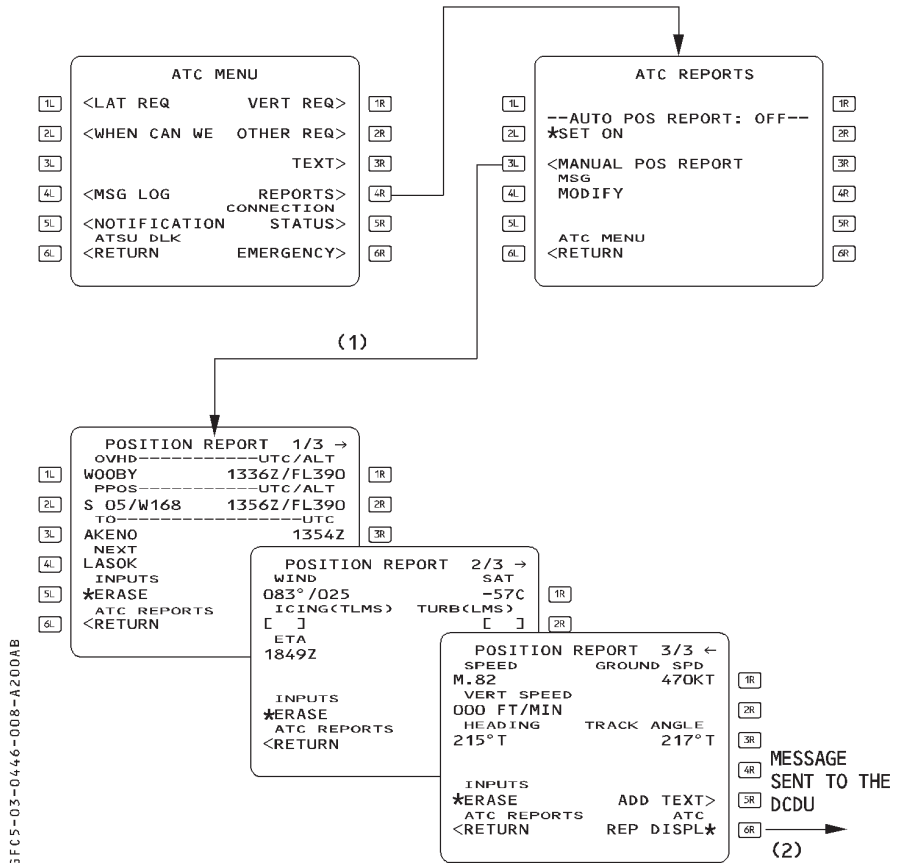 ATC MENU
1L <LAT REQ VERT REQ> 1R
2L <WHEN CAN WE OTHER REQ> 2R
3L TEXT> 3R
4L <MSG LOG REPORTS> 4R
CONNECTION
5L <NOTIFICATION STATUS> 5R
ATSU DLK
6L <RETURN EMERGENCY> 6R
ATC REPORTS
1L 1R
--AUTO POS REPORT: OFF--
2L *SET ON 2R
3L <MANUAL POS REPORT 3R
MSG
4L MODIFY 4R
5L 5R
ATC MENU
6L <RETURN 6R
(1)
POSITION REPORT 1/3 →
OVHD-----------UTC/ALT
1L WOOBY 1336Z/FL390 1R
PPOS-----------UTC/ALT
2L S 05/W168 1356Z/FL390 2R
TO-----------------UTC
3L AKENO 1354Z 3R
NEXT
4L LASOK
INPUTS
5L *ERASE
ATC REPORTS
6L <RETURN
POSITION REPORT 2/3 →
WIND SAT
083°/025 -57C 1R
ICING(TLMS) TURB(LMS)
[ ] [ ] 2R
ETA
1849Z
INPUTS
*ERASE
ATC REPORTS
<RETURN
POSITION REPORT 3/3 ←
SPEED GROUND SPD
M.82 470KT 1R
VERT SPEED
000 FT/MIN 2R
HEADING TRACK ANGLE
215°T 217°T 3R
4R
INPUTS
*ERASE ADD TEXT> 5R
ATC REPORTS ATC
<RETURN REP DISPL* 6R
MESSAGE
SENT TO THE
DCDU
(2)
GFC5-03-0446-008-A200AB